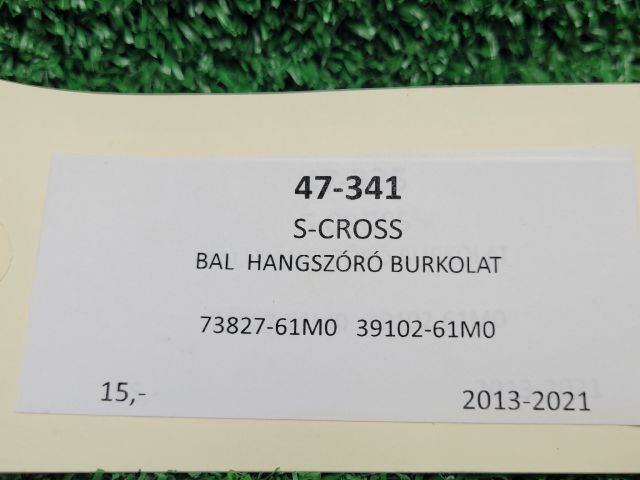 47-341
S-CROSS
BAL HANGSZÓRÓ BURKOLAT
73827-61M0 39102-61M0
15,-
2013-2021